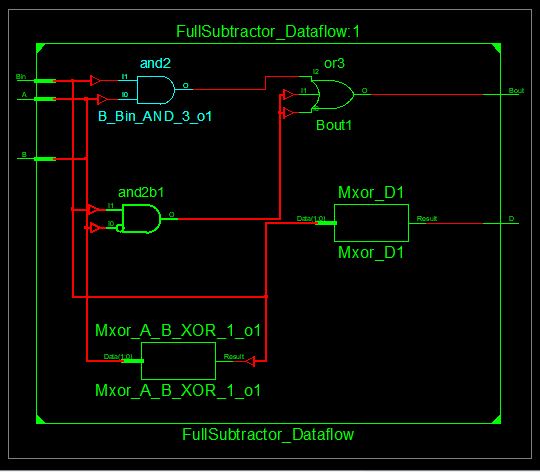 FullSubtractor_Dataflow:1
and2
or3
Bin
I1
O
I2
A
I0
I1
O
Bout
B_Bin_AND_3_o1
Bout1
B
and2b1
Mxor_D1
I1
O
I0
Data(1:0)
Result
D
Mxor_D1
Mxor_A_B_XOR_1_o1
Data(1:0)
Result
Mxor_A_B_XOR_1_o1
FullSubtractor_Dataflow